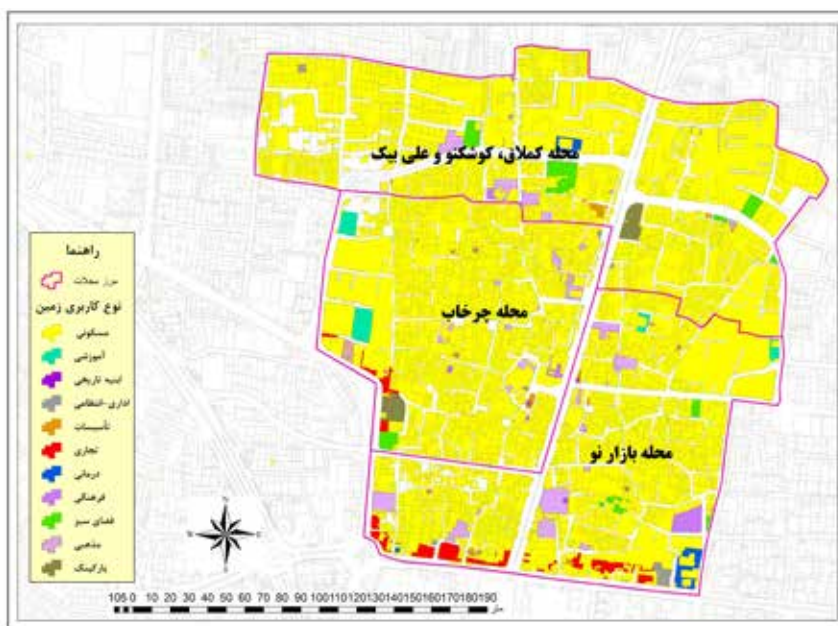 محله کملاق، کوشکنو و علی بیک
محله چرخاب
محله بازار نو
راهنما
مرز محلات
نوع کاربری زمین
مسکونی
آموزشی
ابنیه تاریخی
اداری-انتظامی
تأسیسات
تجاری
درمانی
فرهنگی
فضای سبز
مذهبی
پارکینگ
N
W
E
S
105 0 10 20 30 40 50 60 70 80 90 100 110 120 130 140 150 160 170 180 190
متر